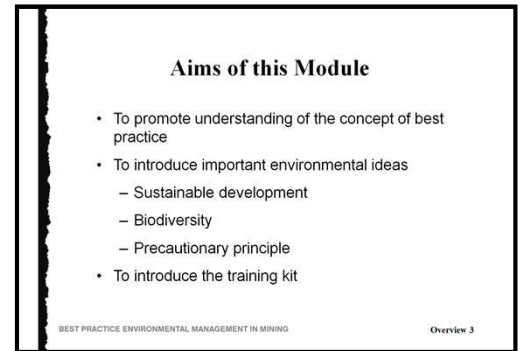 Aims of this Module
• To promote understanding of the concept of best
practice
• To introduce important environmental ideas
– Sustainable development
– Biodiversity
– Precautionary principle
• To introduce the training kit
BEST PRACTICE ENVIRONMENTAL MANAGEMENT IN MINING
Overview 3